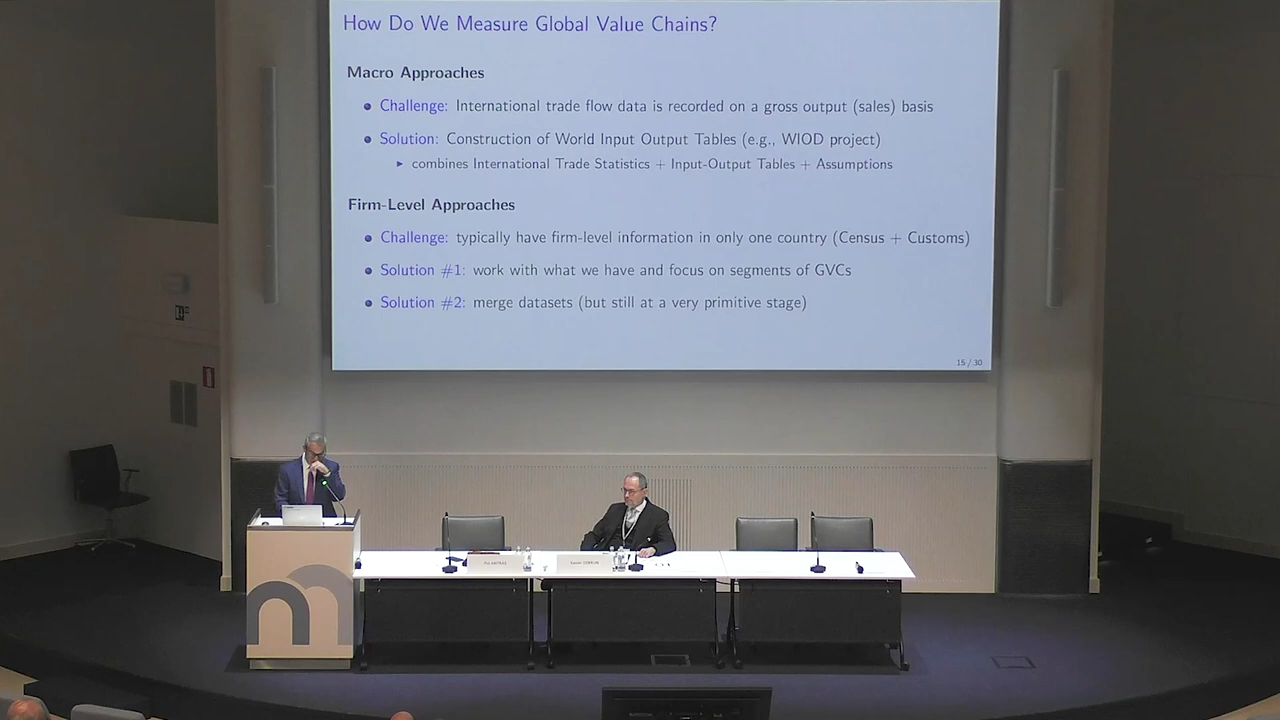 How Do We Measure Global Value Chains?
Macro Approaches
Challenge: International trade flow data is recorded on a gross output (sales) basis
Solution: Construction of World Input Output Tables (e.g., WIOD project)
combines International Trade Statistics + Input-Output Tables + Assumptions
Firm-Level Approaches
Challenge: typically have firm-level information in only one country (Census + Customs)
Solution #1: work with what we have and focus on segments of GVCs
Solution #2: merge datasets (but still at a very primitive stage)
15 / 30